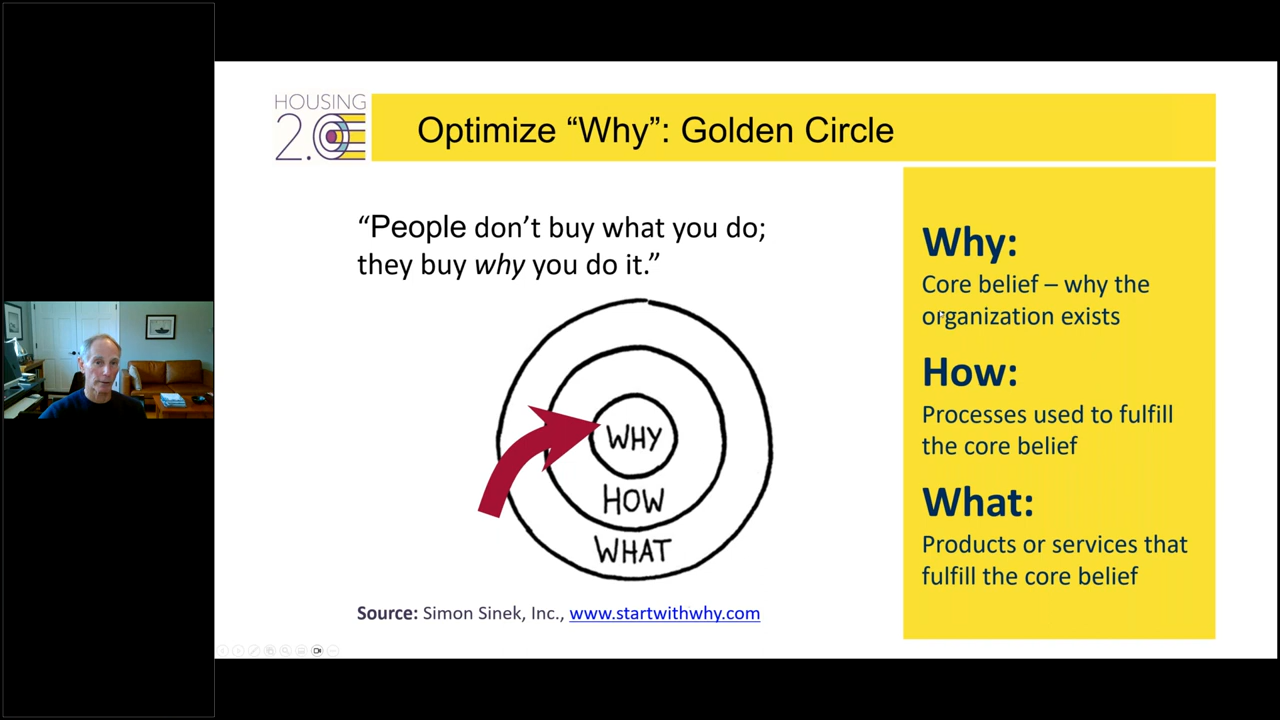 HOUSING
2.0
Optimize “Why”: Golden Circle
“People don’t buy what you do;
they buy why you do it.”
WHY
HOW
WHAT
Source: Simon Sinek, Inc., www.startwithwhy.com
Why:
Core belief – why the
organization exists
How:
Processes used to fulfill
the core belief
What:
Products or services that
fulfill the core belief